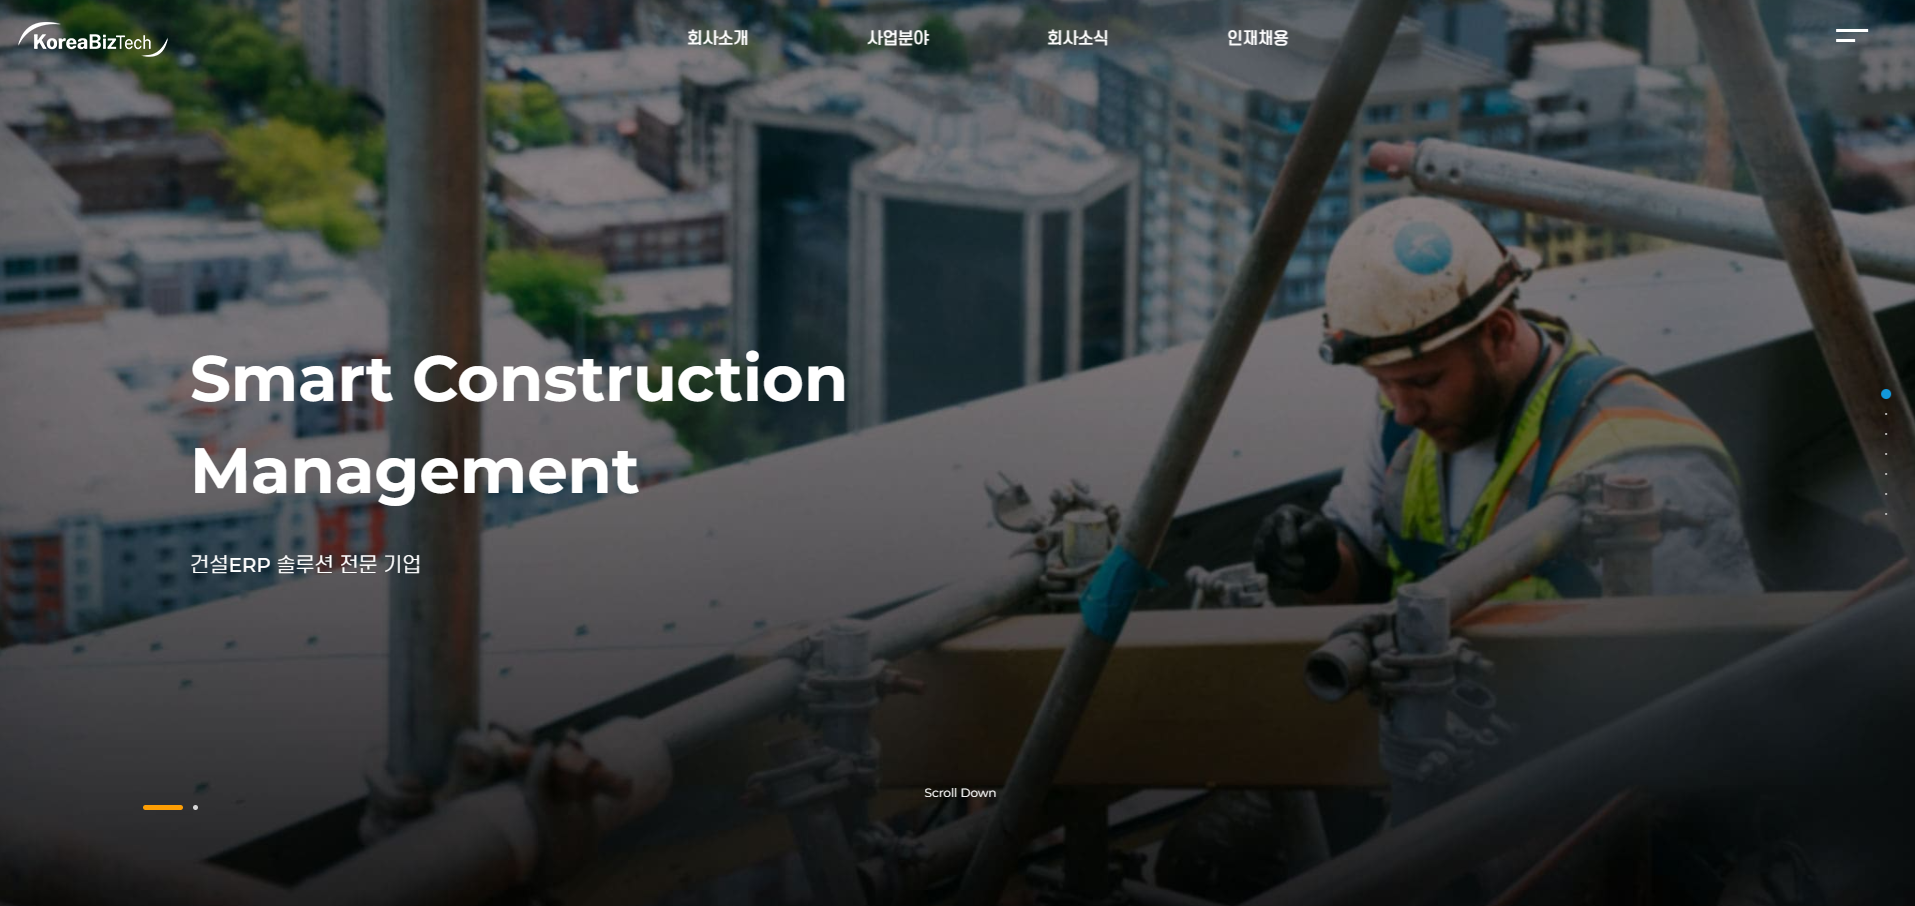 KoreaBizTech
회사소개
사업분야
회사소식
인재채용
Smart Construction
Management
건설ERP 솔루션 전문 기업
Scroll Down